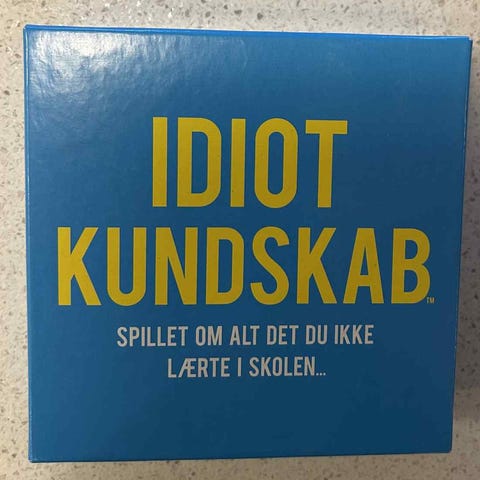 IDIOT
KUNDSKAB™
SPILLET OM ALT DET DU IKKE
LÆRTE I SKOLEN...